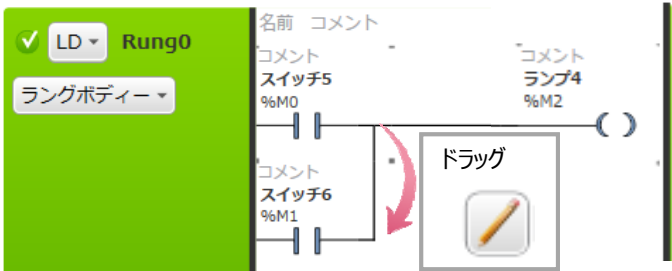 LD Rung0
ラングボディー
名前 コメント
コメント
スイッチ5
%M0
コメント
ランプ4
%M2
コメント
スイッチ6
%M1
ドラッグ